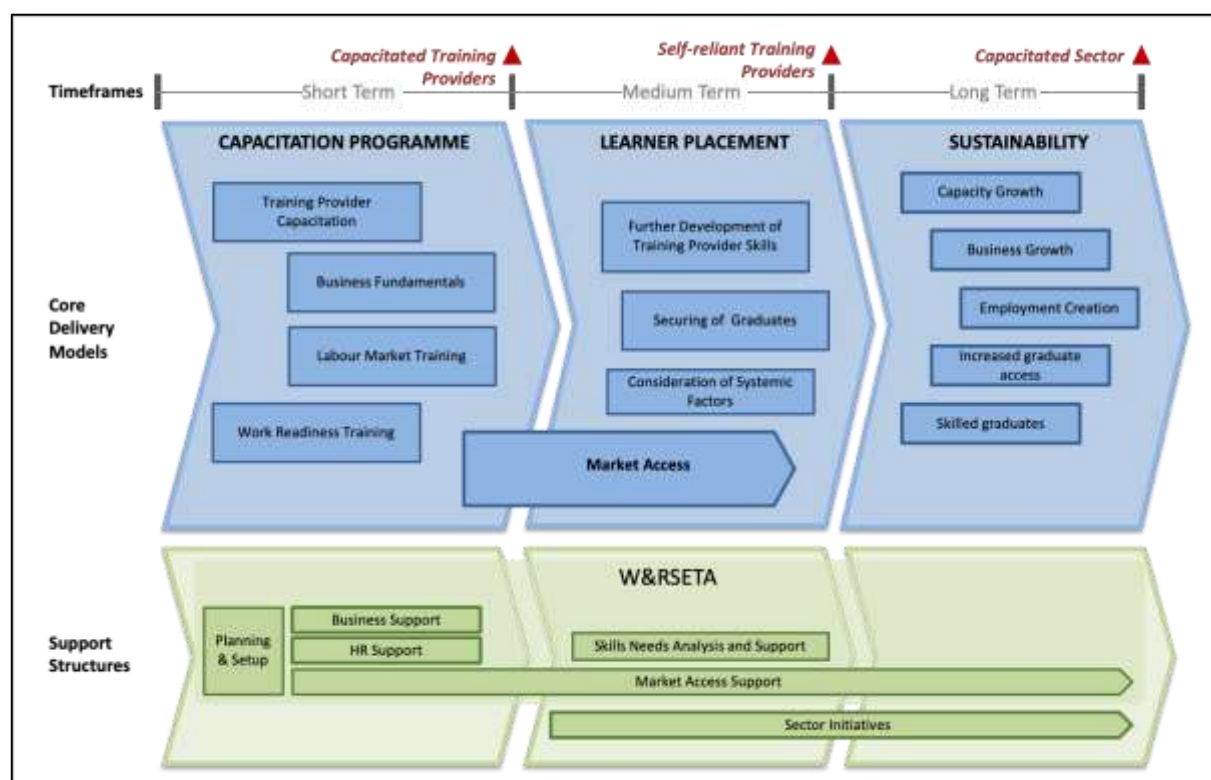 Capacitated Training
Providers
Self-reliant Training
Providers
Capacitated Sector
Timeframes
Short Term
Medium Term
Long Term
CAPACITATION PROGRAMME
LEARNER PLACEMENT
SUSTAINABILITY
Core
Delivery
Models
Training Provider
Capacitation
Business Fundamentals
Labour Market Training
Work Readiness Training
Further Development of
Training Provider Skills
Securing of Graduates
Consideration of Systemic
Factors
Market Access
Capacity Growth
Business Growth
Employment Creation
Increased graduate
access
Skilled graduates
Support
Structures
W&RSETA
Planning
& Setup
Business Support
HR Support
Skills Needs Analysis and Support
Market Access Support
Sector Initiatives